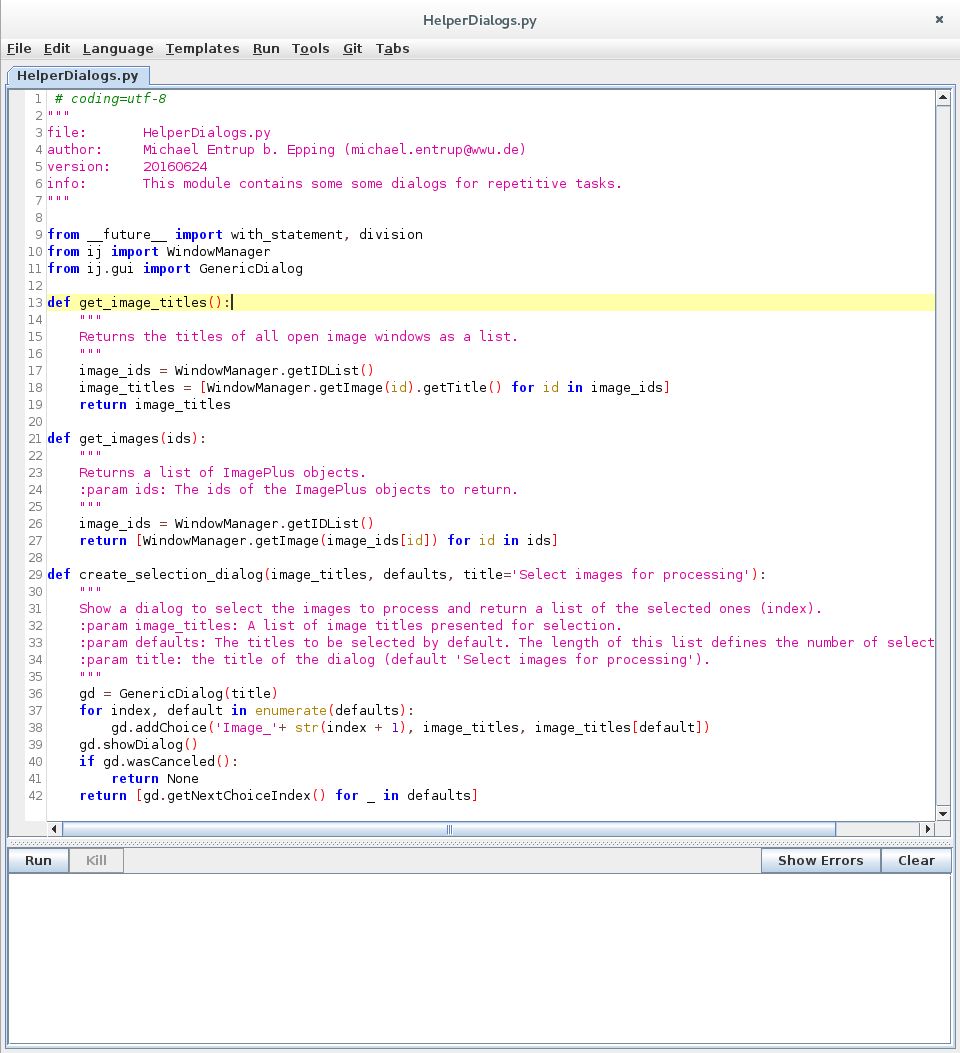 HelperDialogs.py ×
File Edit Language Templates Run Tools Git Tabs
HelperDialogs.py
1 # coding=utf-8
2 """
3 file:       HelperDialogs.py
4 author:     Michael Entrup b. Epping (michael.entrup@wwu.de)
5 version:    20160624
6 info:       This module contains some some dialogs for repetitive tasks.
7 """
8
9 from __future__ import with_statement, division
10 from ij import WindowManager
11 from ij.gui import GenericDialog
12
13 def get_image_titles():
14     """
15     Returns the titles of all open image windows as a list.
16     """
17     image_ids = WindowManager.getIDList()
18     image_titles = [WindowManager.getImage(id).getTitle() for id in image_ids]
19     return image_titles
20
21 def get_images(ids):
22     """
23     Returns a list of ImagePlus objects.
24     :param ids: The ids of the ImagePlus objects to return.
25     """
26     image_ids = WindowManager.getIDList()
27     return [WindowManager.getImage(image_ids[id]) for id in ids]
28
29 def create_selection_dialog(image_titles, defaults, title='Select images for processing'):
30     """
31     Show a dialog to select the images to process and return a list of the selected ones (index).
32     :param image_titles: A list of image titles presented for selection.
33     :param defaults: The titles to be selected by default. The length of this list defines the number of select
34     :param title: the title of the dialog (default 'Select images for processing').
35     """
36     gd = GenericDialog(title)
37     for index, default in enumerate(defaults):
38         gd.addChoice('Image_'+ str(index + 1), image_titles, image_titles[default])
39     gd.showDialog()
40     if gd.wasCanceled():
41         return None
42     return [gd.getNextChoiceIndex() for _ in defaults]
Run Kill Show Errors Clear